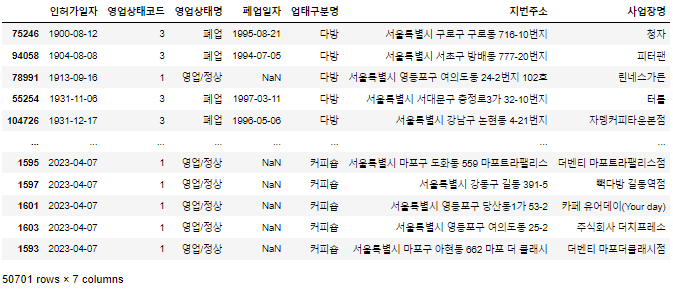 인허가일자 영업상태코드 영업상태명 폐업일자 업태구분명 지번주소 사업장명
75246 1900-08-12 3 폐업 1995-08-21 다방 서울특별시 구로구 구로동 716-10번지 청자
94058 1904-08-08 3 폐업 1994-07-05 다방 서울특별시 서초구 방배동 777-20번지 피터팬
78991 1913-09-16 1 영업/정상 NaN 다방 서울특별시 영등포구 여의도동 24-2번지 102호 린네스가든
55254 1931-11-06 3 폐업 1997-03-11 다방 서울특별시 서대문구 충정로3가 32-10번지 터틀
104726 1931-12-17 3 폐업 1996-05-06 다방 서울특별시 강남구 논현동 4-21번지 자뎅커피타운본점
... ... ... ... ... ... ... ...
1595 2023-04-07 1 영업/정상 NaN 커피숍 서울특별시 마포구 도화동 559 마포트라팰리스 더벤티 마포트라팰리스점
1597 2023-04-07 1 영업/정상 NaN 커피숍 서울특별시 강동구 길동 391-5 빽다방 길동역점
1601 2023-04-07 1 영업/정상 NaN 커피숍 서울특별시 영등포구 당산동1가 53-2 카페 유어데이(Your day)
1603 2023-04-07 1 영업/정상 NaN 커피숍 서울특별시 영등포구 여의도동 25-2 주식회사 더치프레소
1593 2023-04-07 1 영업/정상 NaN 커피숍 서울특별시 마포구 아현동 662 마포 더 클래시 더벤티 마포더클래시점
50701 rows × 7 columns